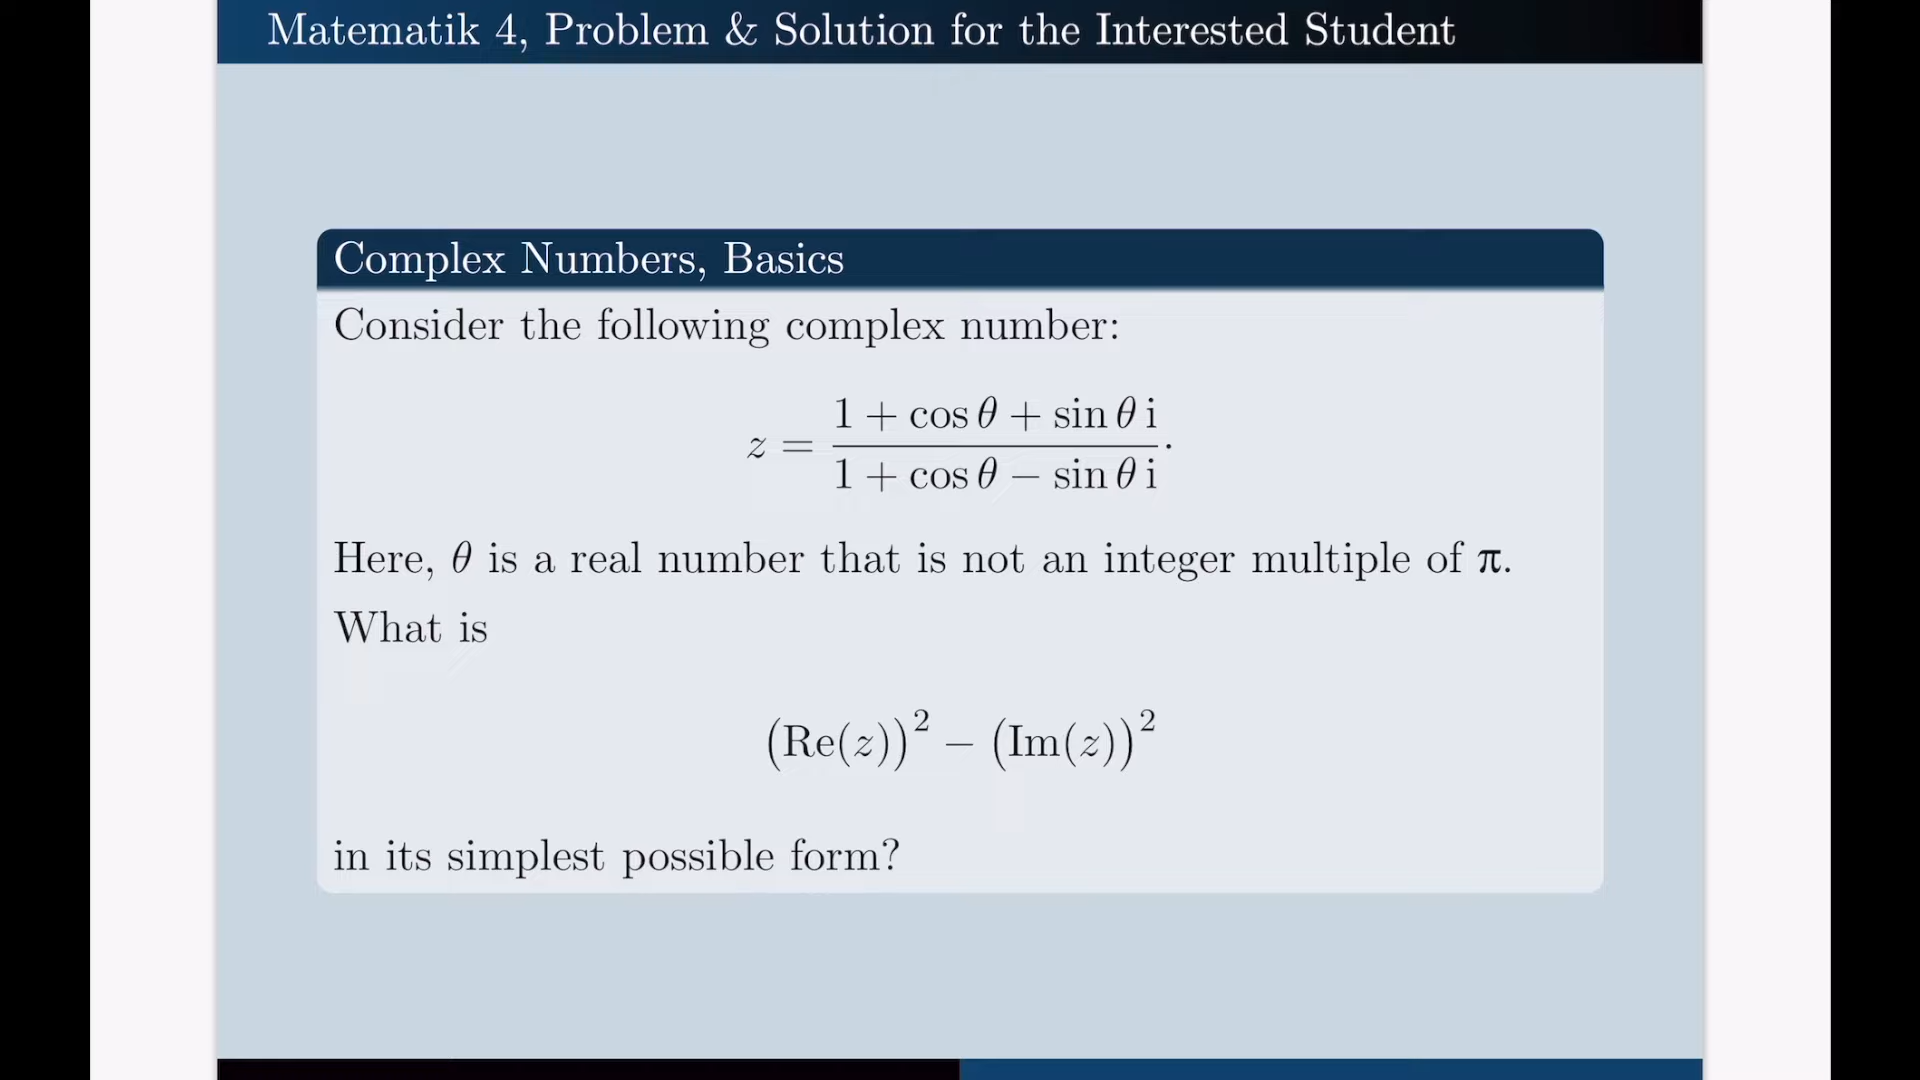 Matematik 4, Problem & Solution for the Interested Student
Complex Numbers, Basics
Consider the following complex number:
z = \frac{1 + \cos θ + \sin θ i}{1 + \cos θ − \sin θ i}.
Here, θ is a real number that is not an integer multiple of π.
What is
(Re(z))² − (Im(z))²
in its simplest possible form?